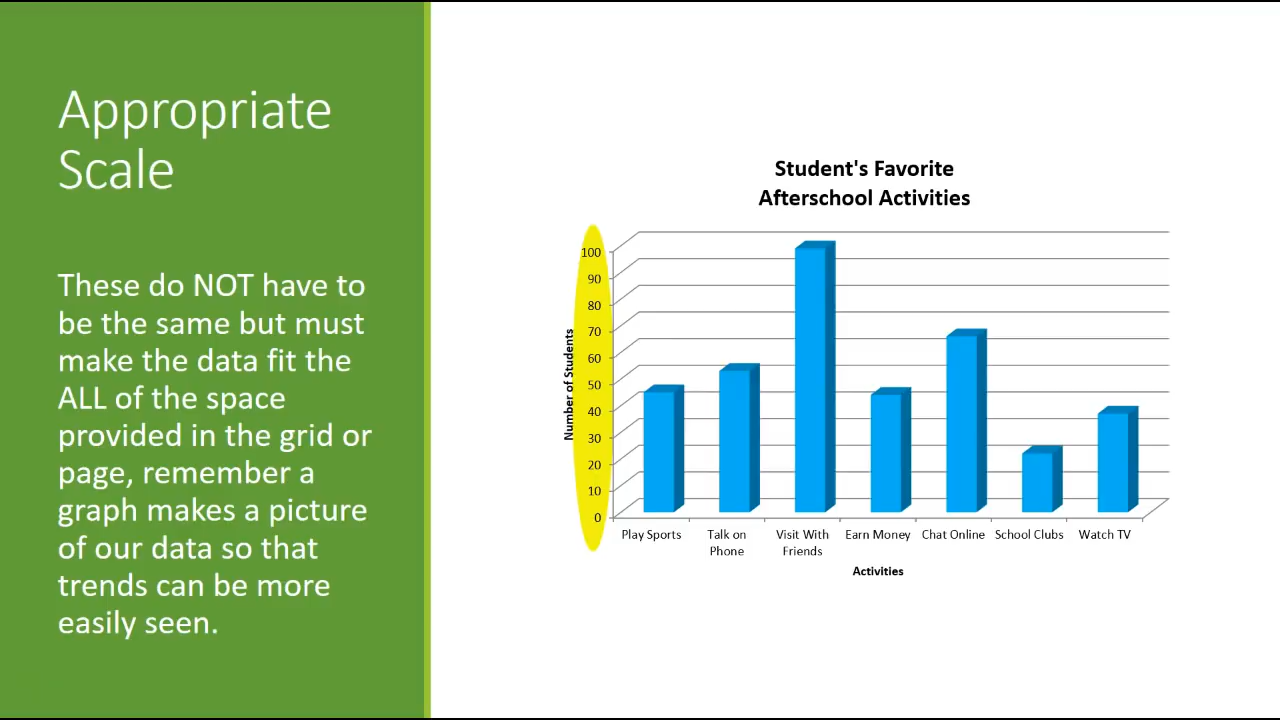 Appropriate
Scale
These do NOT have to
be the same but must
make the data fit the
ALL of the space
provided in the grid or
page, remember a
graph makes a picture
of our data so that
trends can be more
easily seen.
Student's Favorite
Afterschool Activities
Number of Students
100
90
80
70
60
50
40
30
20
10
0
Play Sports
Talk on
Phone
Visit With
Friends
Earn Money
Chat Online
School Clubs
Watch TV
Activities